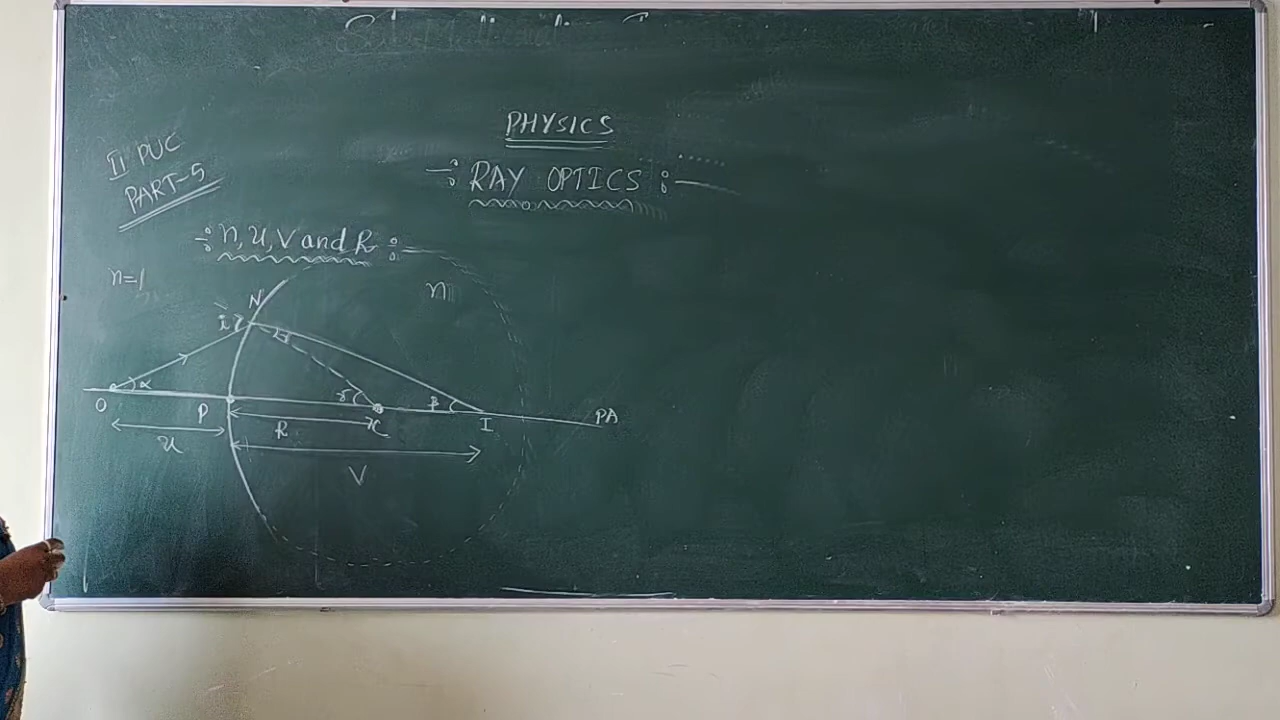 PHYSICS
II PUC
PART-5
RAY OPTICS
n, u, V and R
n=1
n
N
i
r
α
γ
β
O
P
C
I
PA
u
R
V